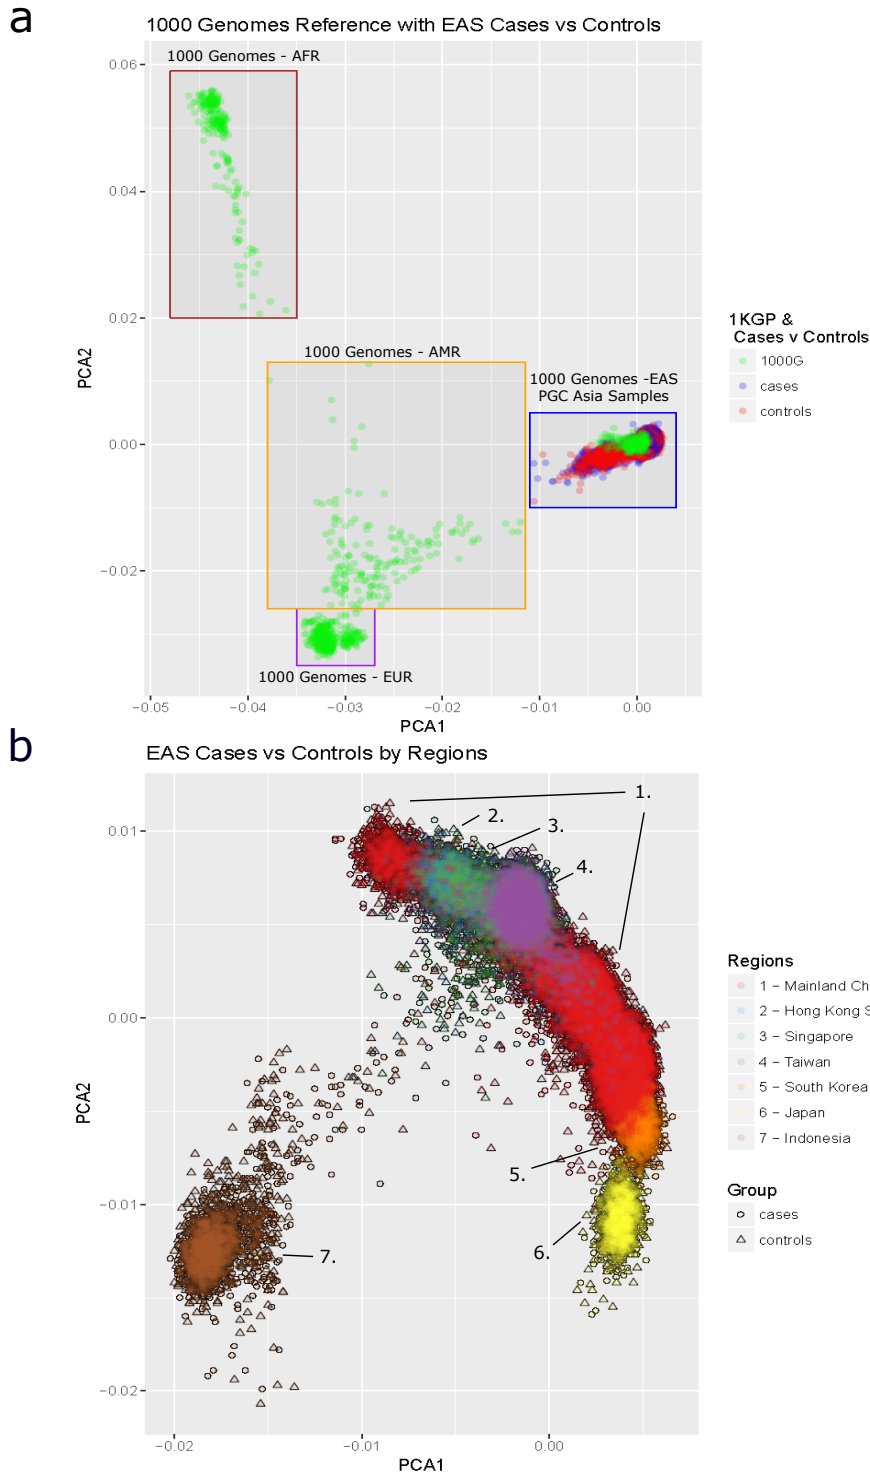 a
1000 Genomes Reference with EAS Cases vs Controls
1000 Genomes - AFR
0.06
0.04
0.02
0.00
−0.02
PCA2
1000 Genomes - AMR
1000 Genomes -EAS
PGC Asia Samples
1000 Genomes - EUR
−0.05 −0.04 −0.03 −0.02 −0.01 0.00
PCA1
1KGP &
Cases v Controls
1000G
cases
controls
b
EAS Cases vs Controls by Regions
1.
2.
3.
4.
5.
6.
7.
0.01
0.00
−0.01
−0.02
PCA2
−0.02 −0.01 0.00
PCA1
Regions
1 − Mainland Ch
2 − Hong Kong S
3 − Singapore
4 − Taiwan
5 − South Korea
6 − Japan
7 − Indonesia
Group
cases
controls